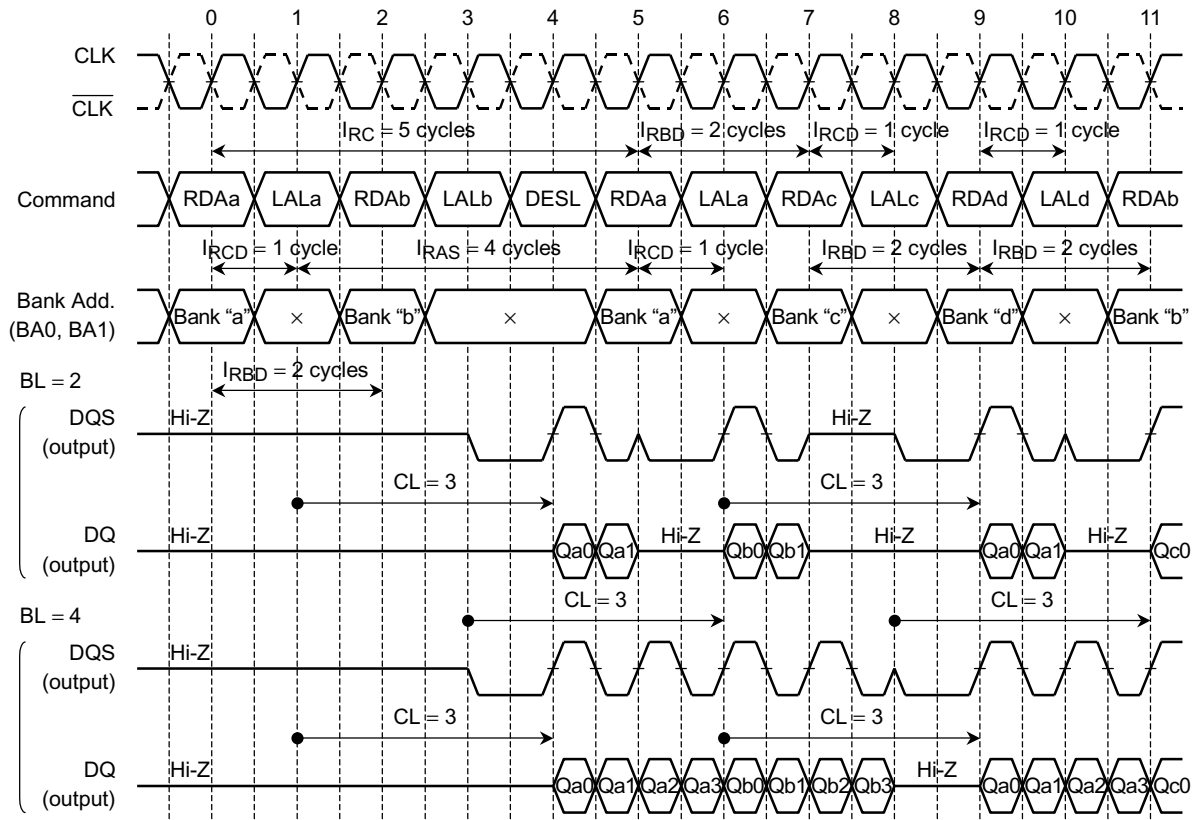 0 1 2 3 4 5 6 7 8 9 10 11
CLK
CLK
IRC = 5 cycles IRBD = 2 cycles IRCD = 1 cycle IRCD = 1 cycle
Command RDAa LALa RDAb LALb DESL RDAa LALa RDAc LALc RDAd LALd RDAb
IRCD = 1 cycle IRAS = 4 cycles IRCD = 1 cycle IRBD = 2 cycles IRBD = 2 cycles
Bank Add.
(BA0, BA1)
Bank "a" × Bank "b" × Bank "a" × Bank "c" × Bank "d" × Bank "b"
IRBD = 2 cycles
BL = 2
DQS
(output)
Hi-Z Hi-Z
CL = 3 CL = 3
DQ
(output)
Hi-Z Qa0 Qa1 Hi-Z Qb0 Qb1 Hi-Z Qa0 Qa1 Hi-Z Qc0
CL = 3 CL = 3
BL = 4
DQS
(output)
Hi-Z
CL = 3 CL = 3
DQ
(output)
Hi-Z Qa0 Qa1 Qa2 Qa3 Qb0 Qb1 Qb2 Qb3 Hi-Z Qa0 Qa1 Qa2 Qa3 Qc0